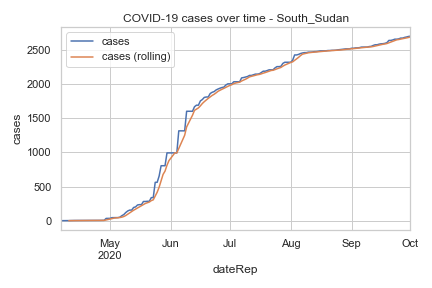 COVID-19 cases over time - South_Sudan
cases
cases (rolling)
cases
2500
2000
1500
1000
500
0
May Jun Jul Aug Sep Oct
2020
dateRep